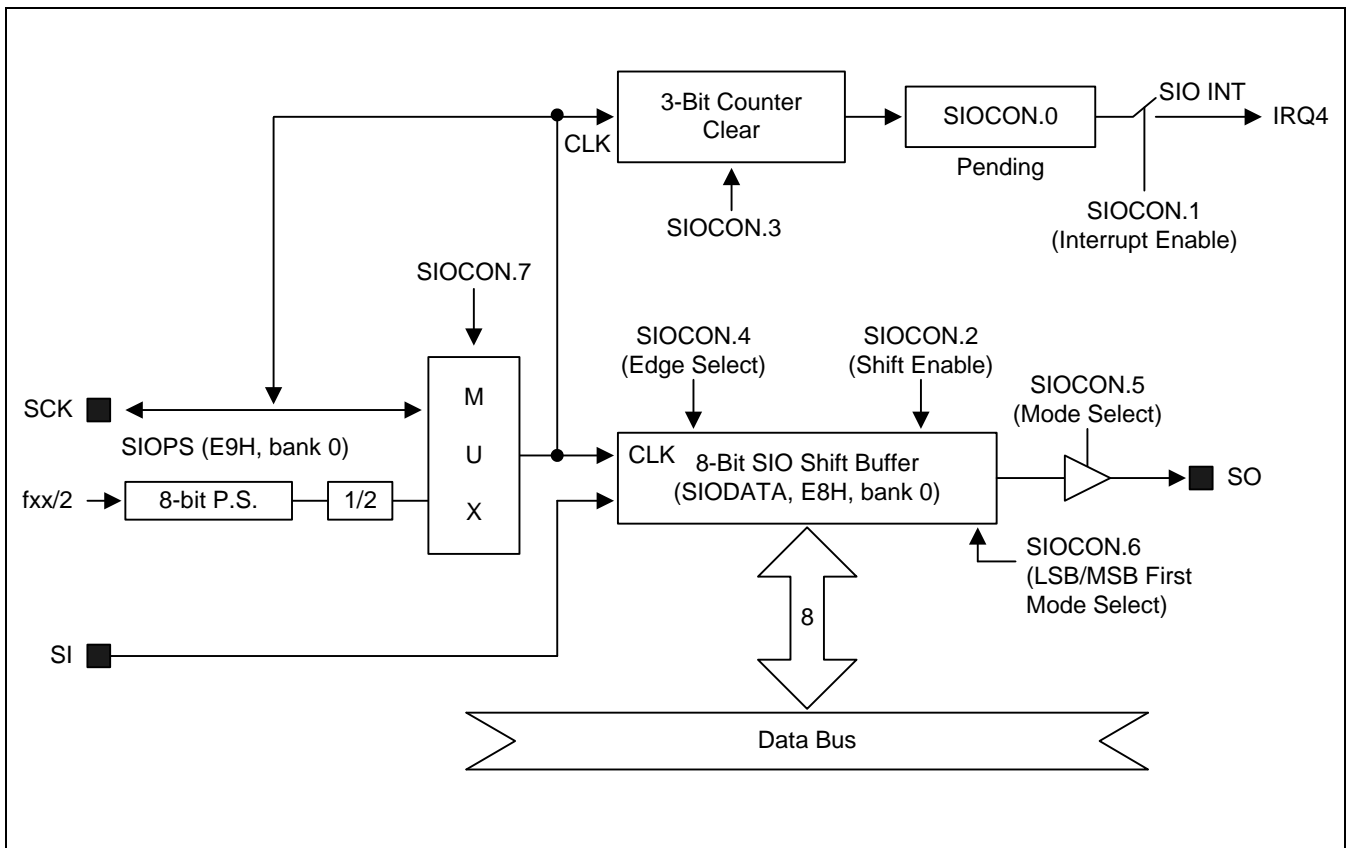 3-Bit Counter
Clear
CLK
SIOCON.3
SIOCON.0
Pending
SIO INT
IRQ4
SIOCON.1
(Interrupt Enable)
SIOCON.7
SIOCON.4
(Edge Select)
SIOCON.2
(Shift Enable)
SIOCON.5
(Mode Select)
SCK
SIOPS (E9H, bank 0)
M
U
X
fxx/2
8-bit P.S.
1/2
CLK
8-Bit SIO Shift Buffer
(SIODATA, E8H, bank 0)
SO
SIOCON.6
(LSB/MSB First
Mode Select)
8
SI
Data Bus